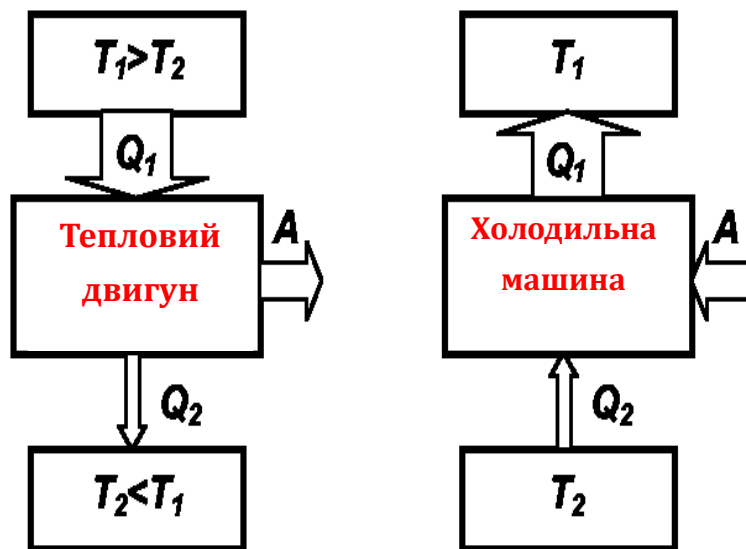 T₁>T₂
Q₁
Тепловий
двигун
A
Q₂
T₂<T₁
T₁
Q₁
Холодильна
машина
A
Q₂
T₂